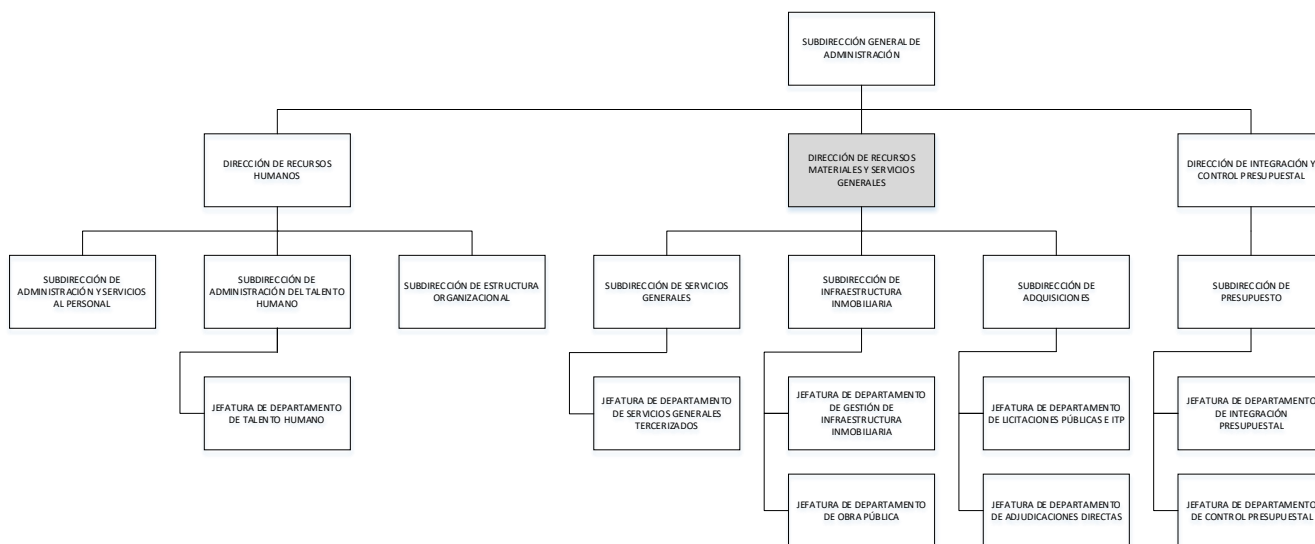 SUBDIRECCIÓN GENERAL DE
ADMINISTRACIÓN
DIRECCIÓN DE RECURSOS
HUMANOS
DIRECCIÓN DE RECURSOS
MATERIALES Y SERVICIOS
GENERALES
DIRECCIÓN DE INTEGRACIÓN Y
CONTROL PRESUPUESTAL
SUBDIRECCIÓN DE
ADMINISTRACIÓN Y SERVICIOS
AL PERSONAL
SUBDIRECCIÓN DE
ADMINISTRACIÓN DEL TALENTO
HUMANO
SUBDIRECCIÓN DE ESTRUCTURA
ORGANIZACIONAL
SUBDIRECCIÓN DE SERVICIOS
GENERALES
SUBDIRECCIÓN DE
INFRAESTRUCTURA
INMOBILIARIA
SUBDIRECCIÓN DE
ADQUISICIONES
SUBDIRECCIÓN DE
PRESUPUESTO
JEFATURA DE DEPARTAMENTO
DE TALENTO HUMANO
JEFATURA DE DEPARTAMENTO
DE SERVICIOS GENERALES
TERCERIZADOS
JEFATURA DE DEPARTAMENTO
DE GESTIÓN DE
INFRAESTRUCTURA
INMOBILIARIA
JEFATURA DE DEPARTAMENTO
DE LICITACIONES PÚBLICAS E ITP
JEFATURA DE DEPARTAMENTO
DE INTEGRACIÓN
PRESUPUESTAL
JEFATURA DE DEPARTAMENTO
DE OBRA PÚBLICA
JEFATURA DE DEPARTAMENTO
DE ADJUDICACIONES DIRECTAS
JEFATURA DE DEPARTAMENTO
DE CONTROL PRESUPUESTAL